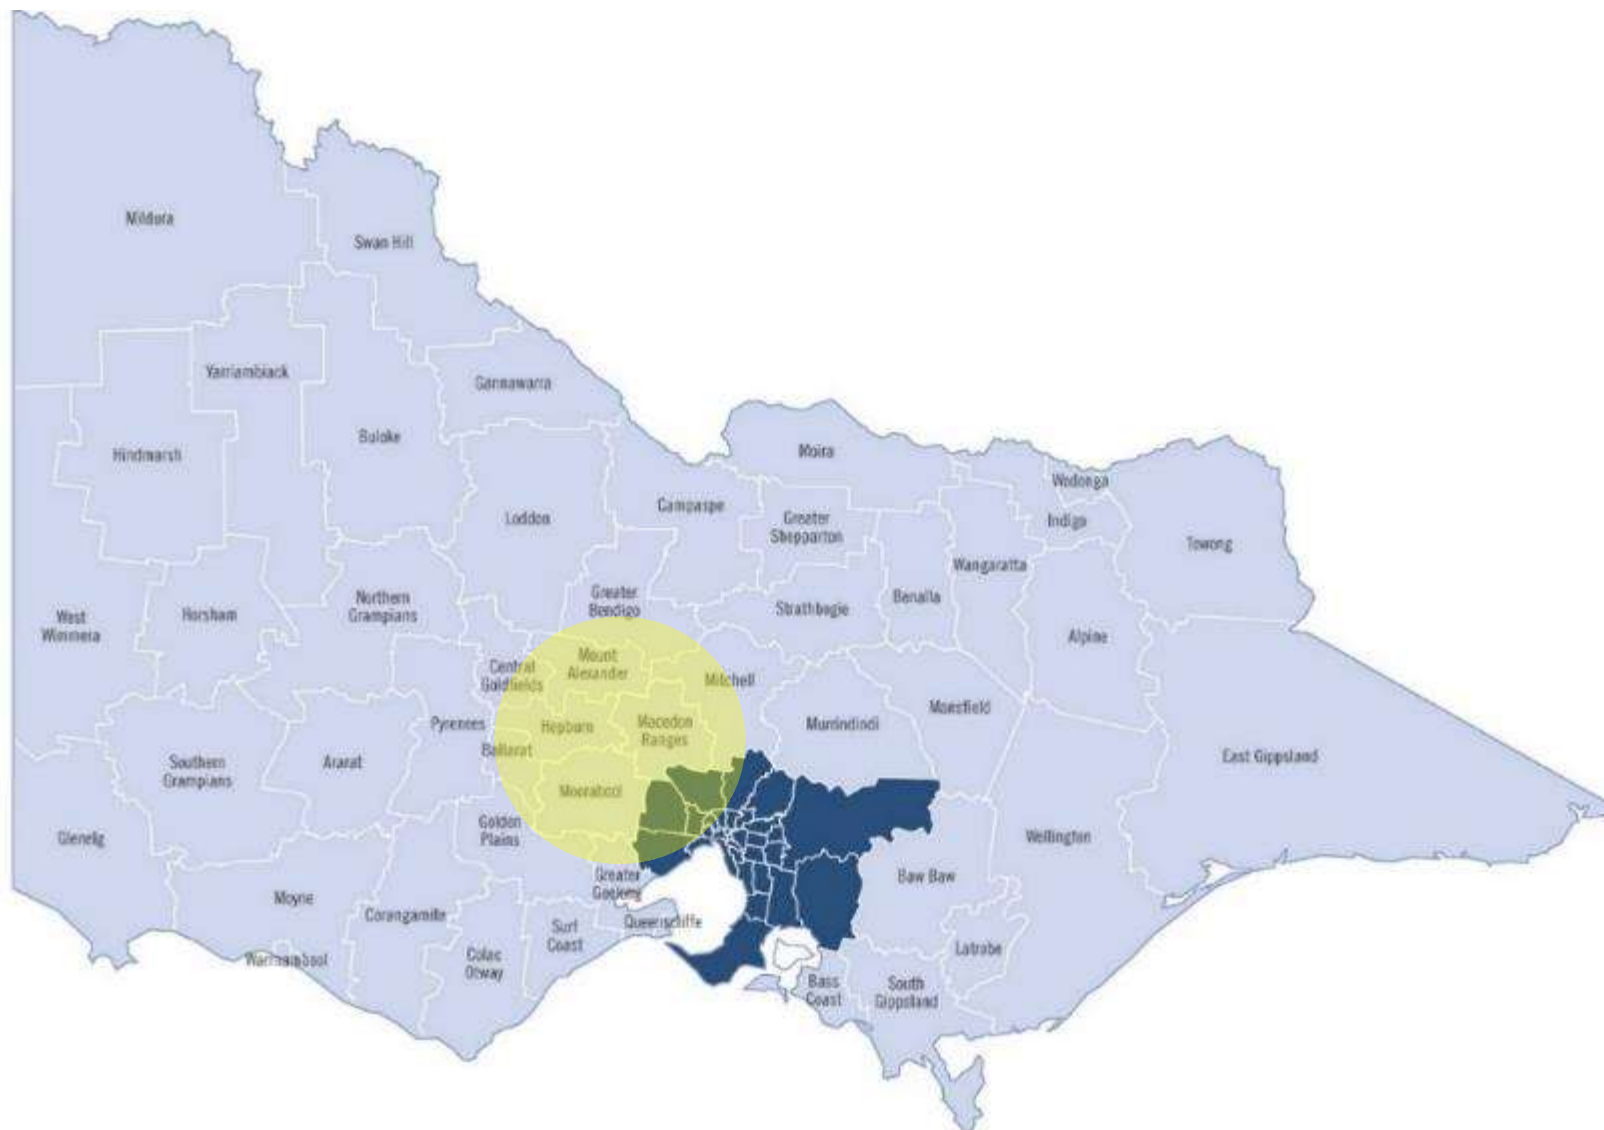 Mildura
Swan Hill
Yarriambiack
Gannawarra
Buloke
Hindmarsh
Moira
Wodonga
Campaspe
Loddon
Greater
Shepparton
Indigo
Towong
Wangaratta
Benalla
Northern
Grampians
Greater
Bendigo
Strathbogie
Horsham
West
Wimmera
Alpine
Mount
Alexander
Central
Goldfields
Mitchell
Mansfield
Pyrenees
Hepburn
Macedon
Ranges
Murrindindi
Ballarat
East Gippsland
Southern
Grampians
Ararat
Moorabool
Golden
Plains
Glenelg
Wellington
Baw Baw
Greater
Geelong
Moyne
Corangamite
Queenscliffe
Surf
Coast
Warrnambool
Colac
Otway
Latrobe
Bass
Coast
South
Gippsland